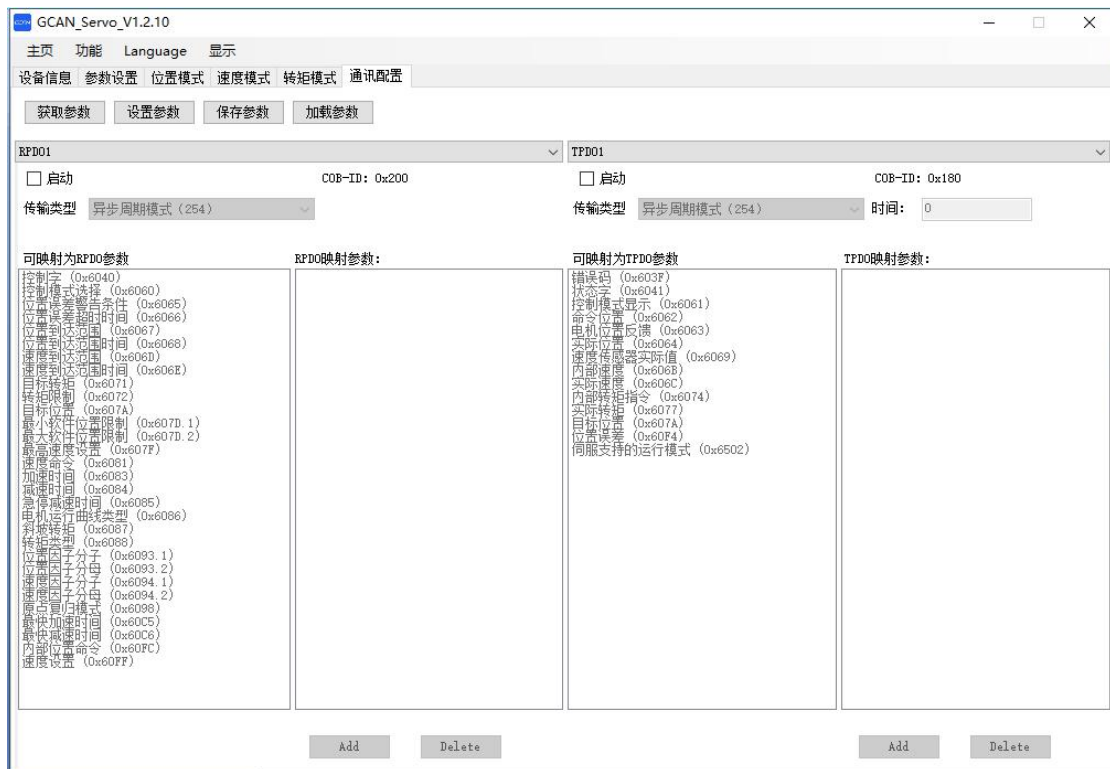 GCAN GCAN_Servo_V1.2.10
主页 功能 Language 显示
设备信息 参数设置 位置模式 速度模式 转矩模式 通讯配置
获取参数 设置参数 保存参数 加载参数
RPDO1 TPDO1
启动 COB-ID: 0x200 启动 COB-ID: 0x180
传输类型 异步周期模式 (254) 传输类型 异步周期模式 (254) 时间: 0
可映射为RPDO参数 RPDO映射参数: 可映射为TPDO参数 TPDO映射参数:
控制字 (0x6040)
控制模式选择 (0x6060)
位置误差警告条件 (0x6065)
位置误差超时时间 (0x6066)
位置到达范围 (0x6067)
位置到达范围时间 (0x6068)
速度到达范围 (0x606D)
速度到达范围时间 (0x606E)
目标转矩 (0x6071)
转矩限制 (0x6072)
目标位置 (0x607A)
最小软件位置限制 (0x607D.1)
最大软件位置限制 (0x607D.2)
最高速度设置 (0x607F)
速度命令 (0x6081)
加速时间 (0x6083)
减速时间 (0x6084)
急停减速时间 (0x6085)
电机运行曲线类型 (0x6086)
斜坡转矩 (0x6087)
转矩类型 (0x6088)
位置因子分子 (0x6093.1)
位置因子分母 (0x6093.2)
速度因子分子 (0x6094.1)
速度因子分母 (0x6094.2)
原点复归模式 (0x6098)
最快加速时间 (0x60C5)
最快减速时间 (0x60C6)
内部位置命令 (0x60FC)
速度设置 (0x60FF)
错误码 (0x603F)
状态字 (0x6041)
控制模式显示 (0x6061)
命令位置 (0x6062)
电机位置反馈 (0x6063)
实际位置 (0x6064)
速度传感器实际值 (0x6069)
内部速度 (0x606B)
实际速度 (0x606C)
内部转矩指令 (0x6074)
实际转矩 (0x6077)
目标位置 (0x607A)
位置误差 (0x60F4)
伺服支持的运行模式 (0x6502)
Add Delete Add Delete